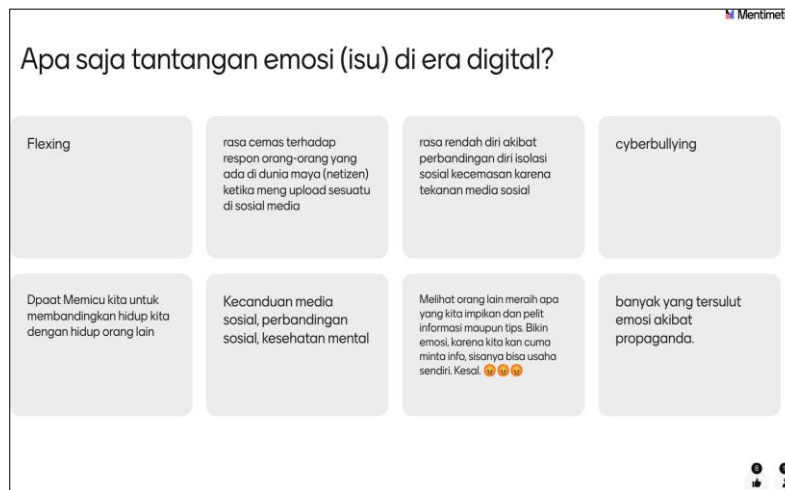 Mentimet
Apa saja tantangan emosi (isu) di era digital?
Flexing
rasa cemas terhadap
respon orang-orang yang
ada di dunia maya (netizen)
ketika meng upload sesuatu
di sosial media
rasa rendah diri akibat
perbandingan diri isolasi
sosial kecemasan karena
tekanan media sosial
cyberbullying
Dpaat Memicu kita untuk
membandingkan hidup kita
dengan hidup orang lain
Kecanduan media
sosial, perbandingan
sosial, kesehatan mental
Melihat orang lain meraih apa
yang kita impikan dan pelit
informasi maupun tips. Bikin
emosi, karena kita kan cuma
minta info, sisanya bisa usaha
sendiri. Kesal. 😡😡😡
banyak yang tersulut
emosi akibat
propaganda.